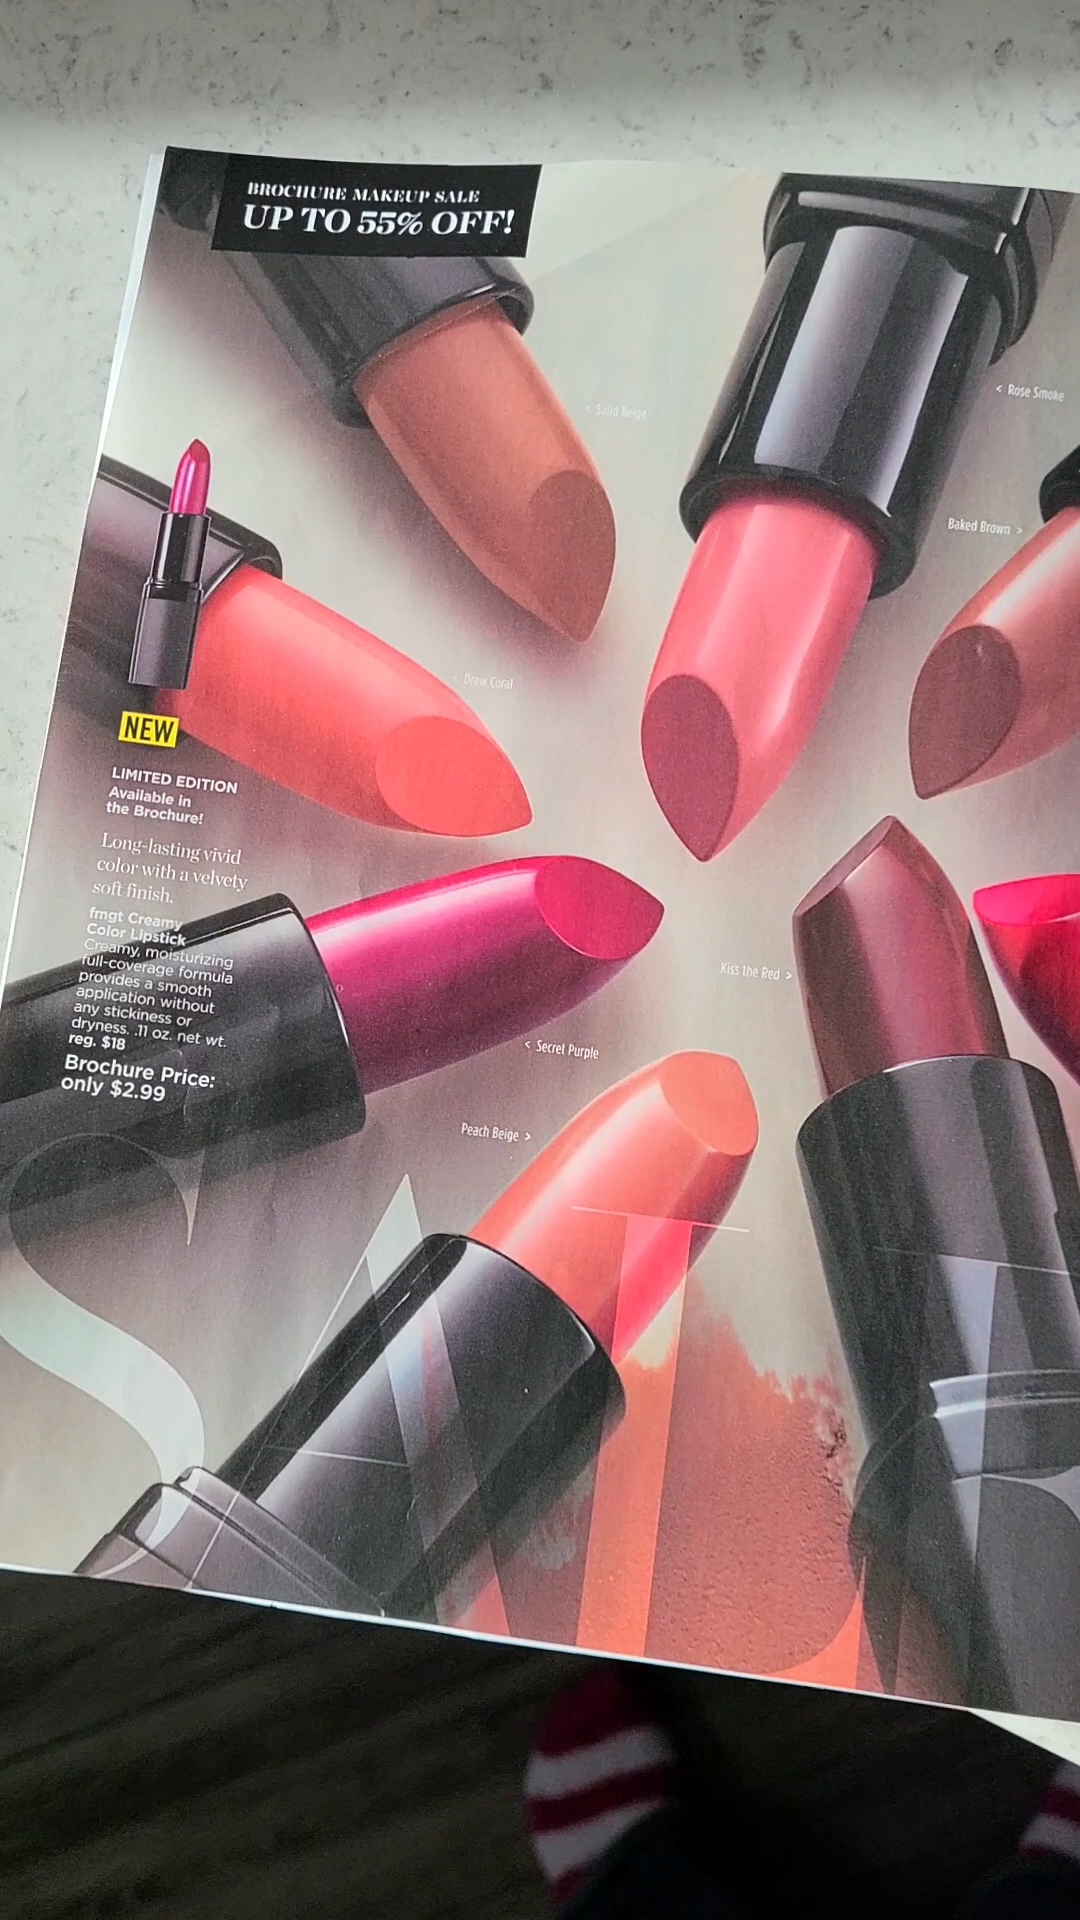 BROCHURE MAKEUP SALE
UP TO 55% OFF!
< Solid Beige
< Rose Smoke
Baked Brown >
< Draw Coral
NEW
LIMITED EDITION
Available in
the Brochure!
Long-lasting vivid
color with a velvety
soft finish.
fmgt Creamy
Color Lipstick
Creamy, moisturizing
full-coverage formula
provides a smooth
application without
any stickiness or
dryness. .11 oz. net wt.
reg. $18
Brochure Price:
only $2.99
Kiss the Red >
< Secret Purple
Peach Beige >
SAT